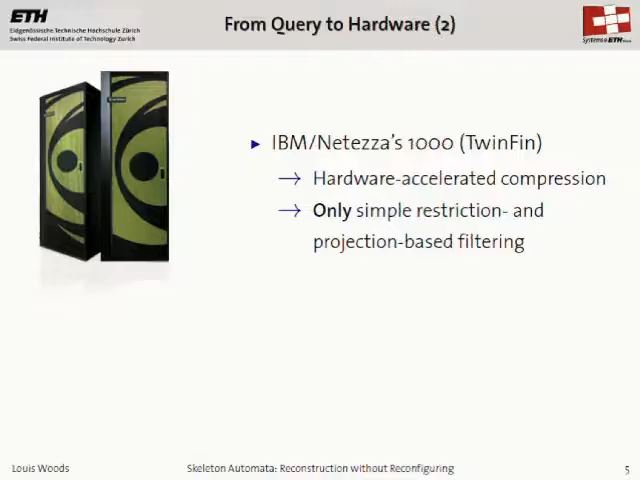 ETH
Eidgenössische Technische Hochschule Zürich
Swiss Federal Institute of Technology Zurich
From Query to Hardware (2)
Systems@ETH
IBM/Netezza's 1000 (TwinFin)
→ Hardware-accelerated compression
→ Only simple restriction- and
projection-based filtering
Louis Woods
Skeleton Automata: Reconstruction without Reconfiguring
5